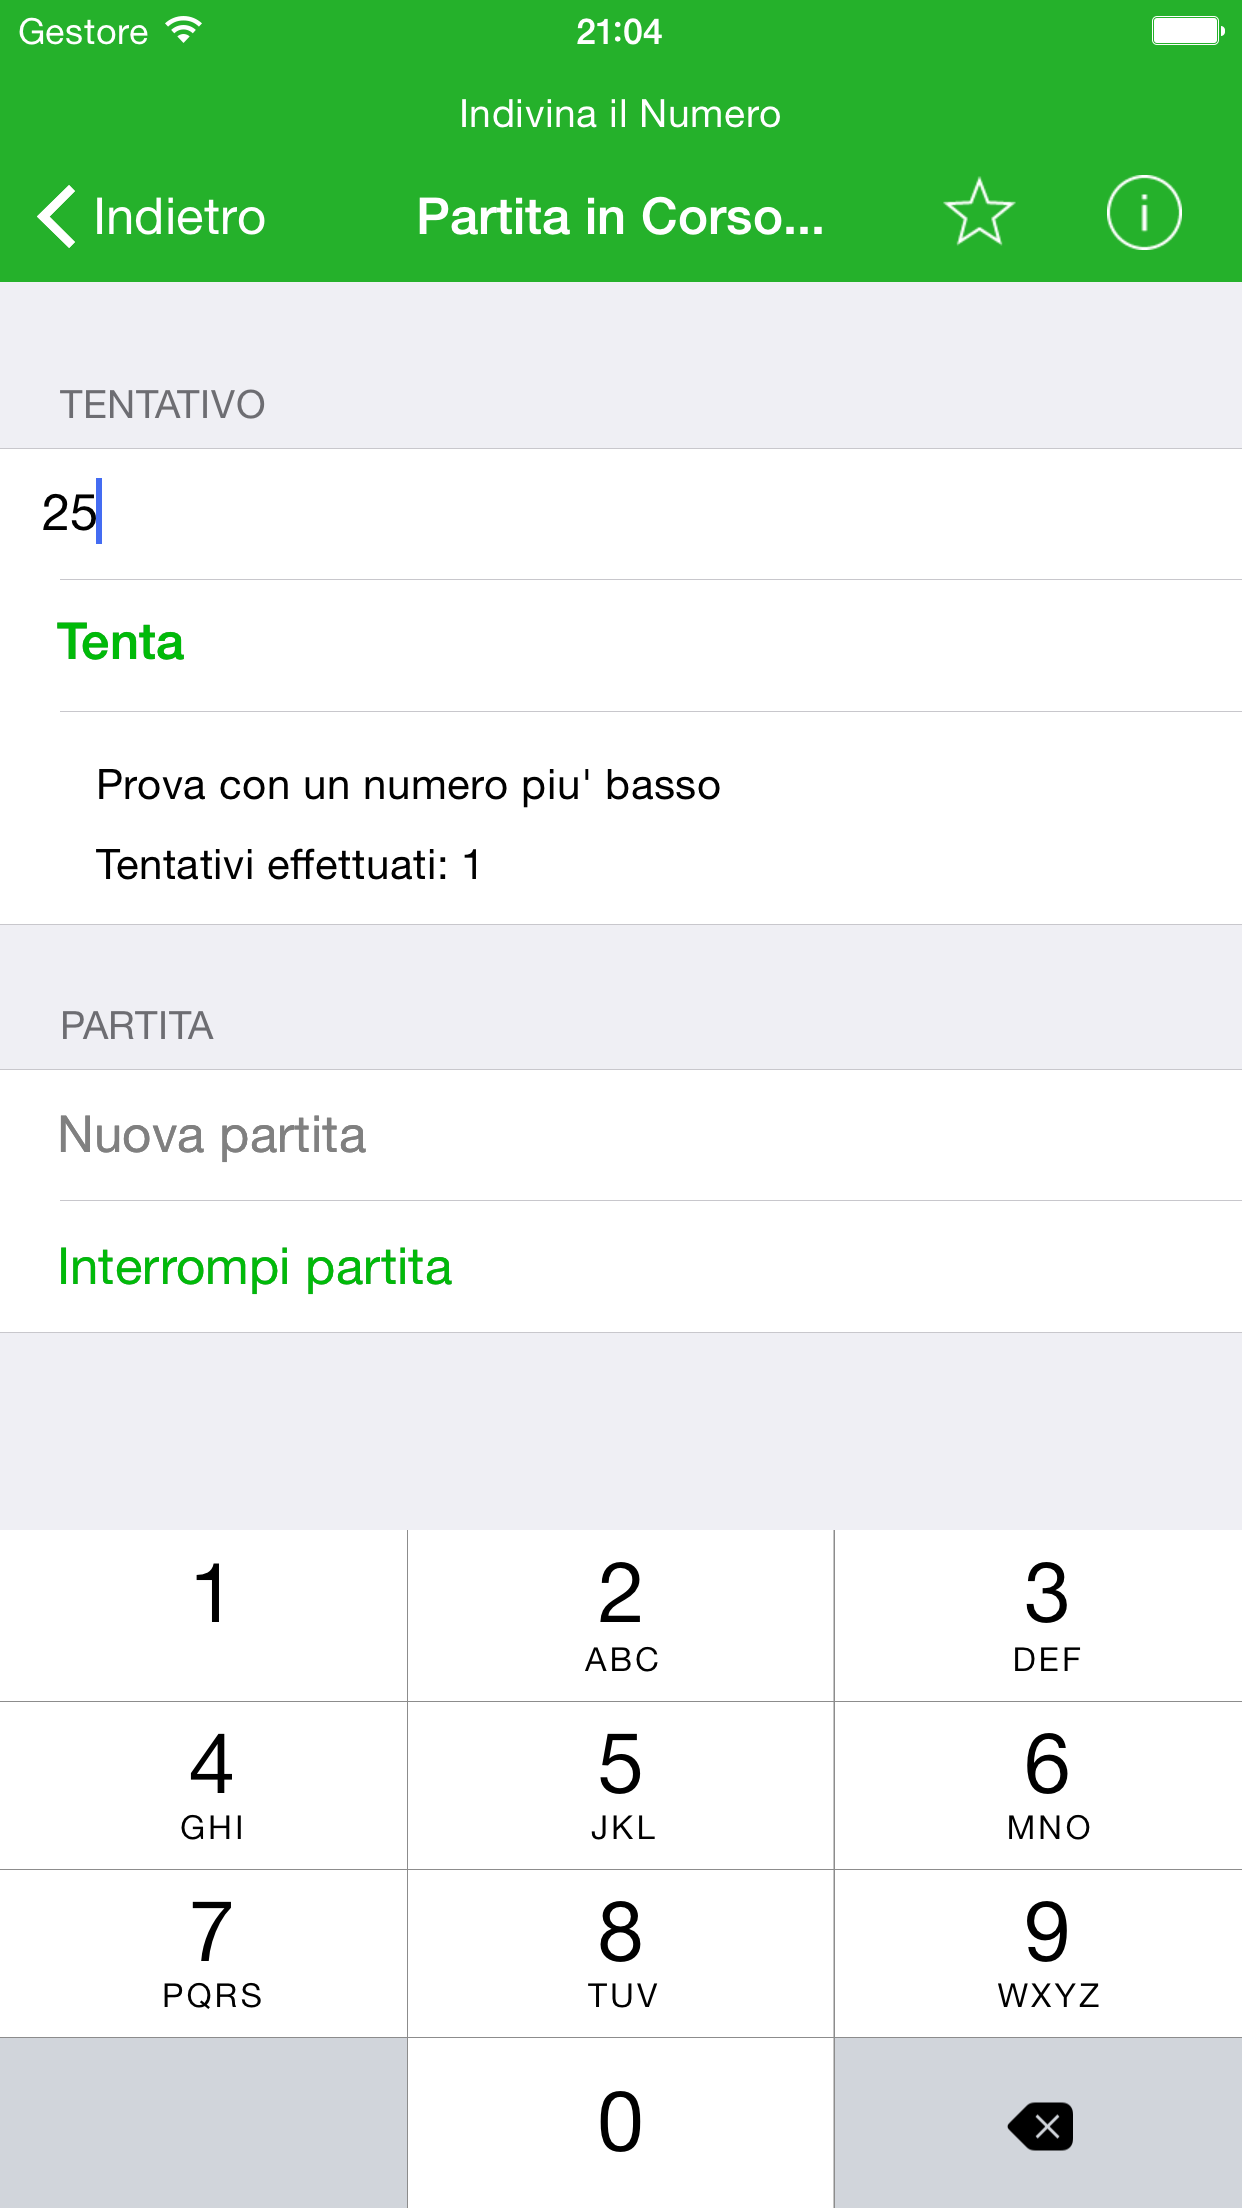 Gestore 21:04
Indivina il Numero
Indietro Partita in Corso...
TENTATIVO
25
Tenta
Prova con un numero piu' basso
Tentativi effettuati: 1
PARTITA
Nuova partita
Interrompi partita
1 2 3
ABC DEF
4 5 6
GHI JKL MNO
7 8 9
PQRS TUV WXYZ
0